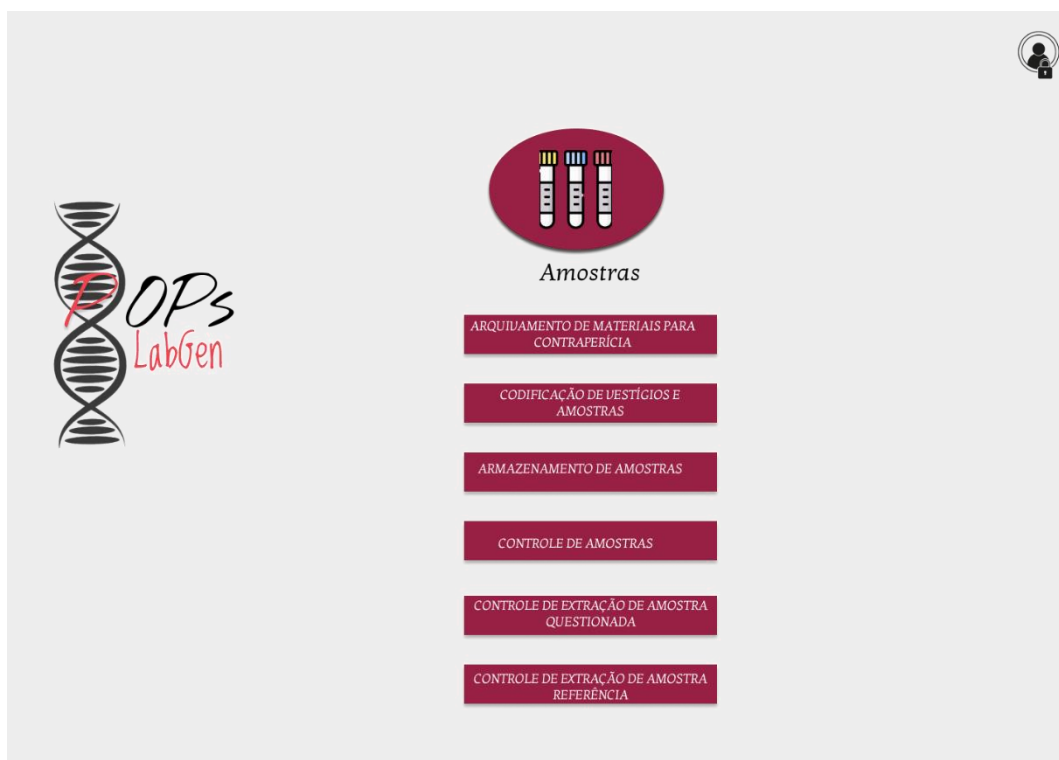 POPs
LabGen
Amostras
ARQUIVAMENTO DE MATERIAIS PARA
CONTRAPERÍCIA
CODIFICAÇÃO DE VESTÍGIOS E
AMOSTRAS
ARMAZENAMENTO DE AMOSTRAS
CONTROLE DE AMOSTRAS
CONTROLE DE EXTRAÇÃO DE AMOSTRA
QUESTIONADA
CONTROLE DE EXTRAÇÃO DE AMOSTRA
REFERÊNCIA